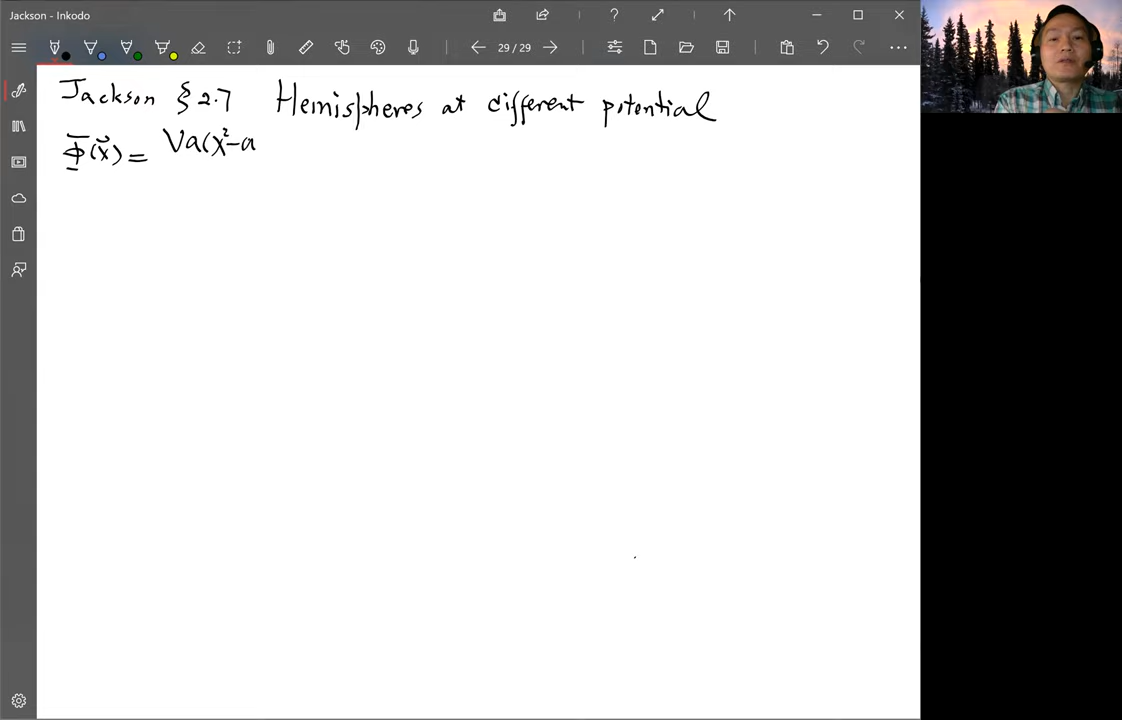 Jackson - Inkodo
29 / 29
Jackson § 2.7 Hemispheres at different potential
Φ(x⃗) = Va(x²-a